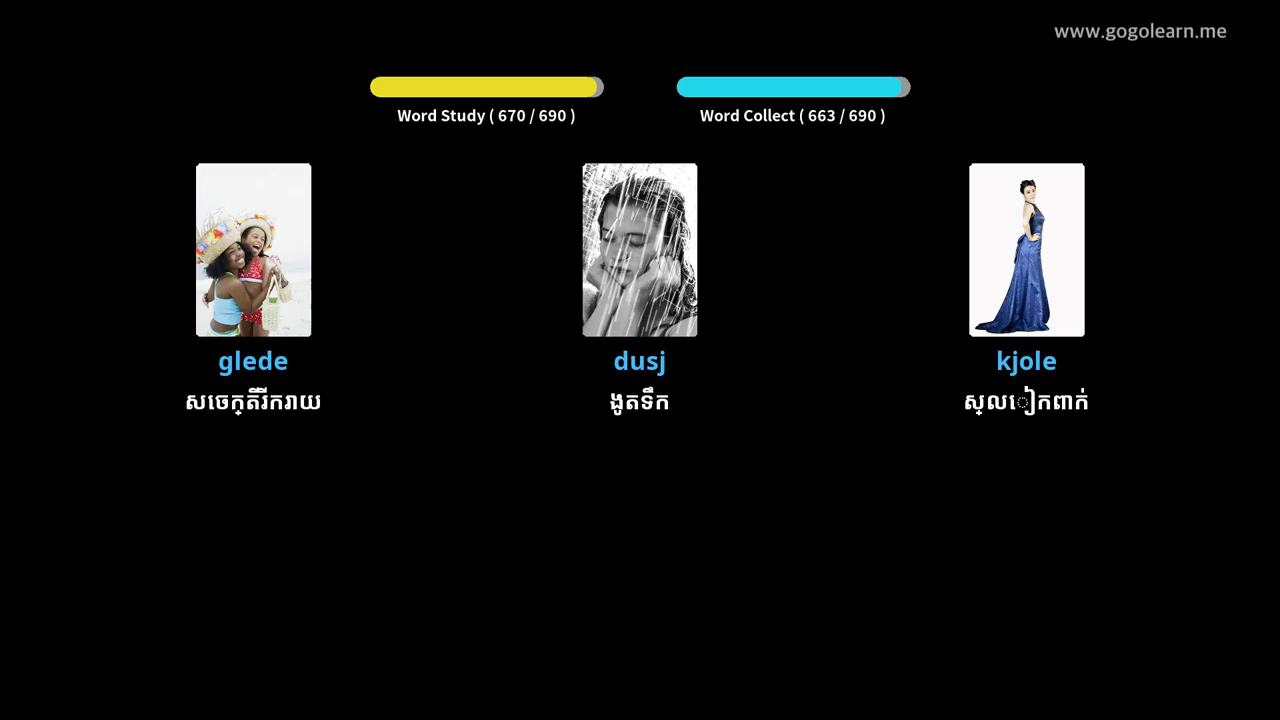 www.gogolearn.me
Word Study ( 670 / 690 )
Word Collect ( 663 / 690 )
glede
dusj
kjole
សចេក្តីរីករាយ
ងូតទឹក
ស្លៀកពាក់